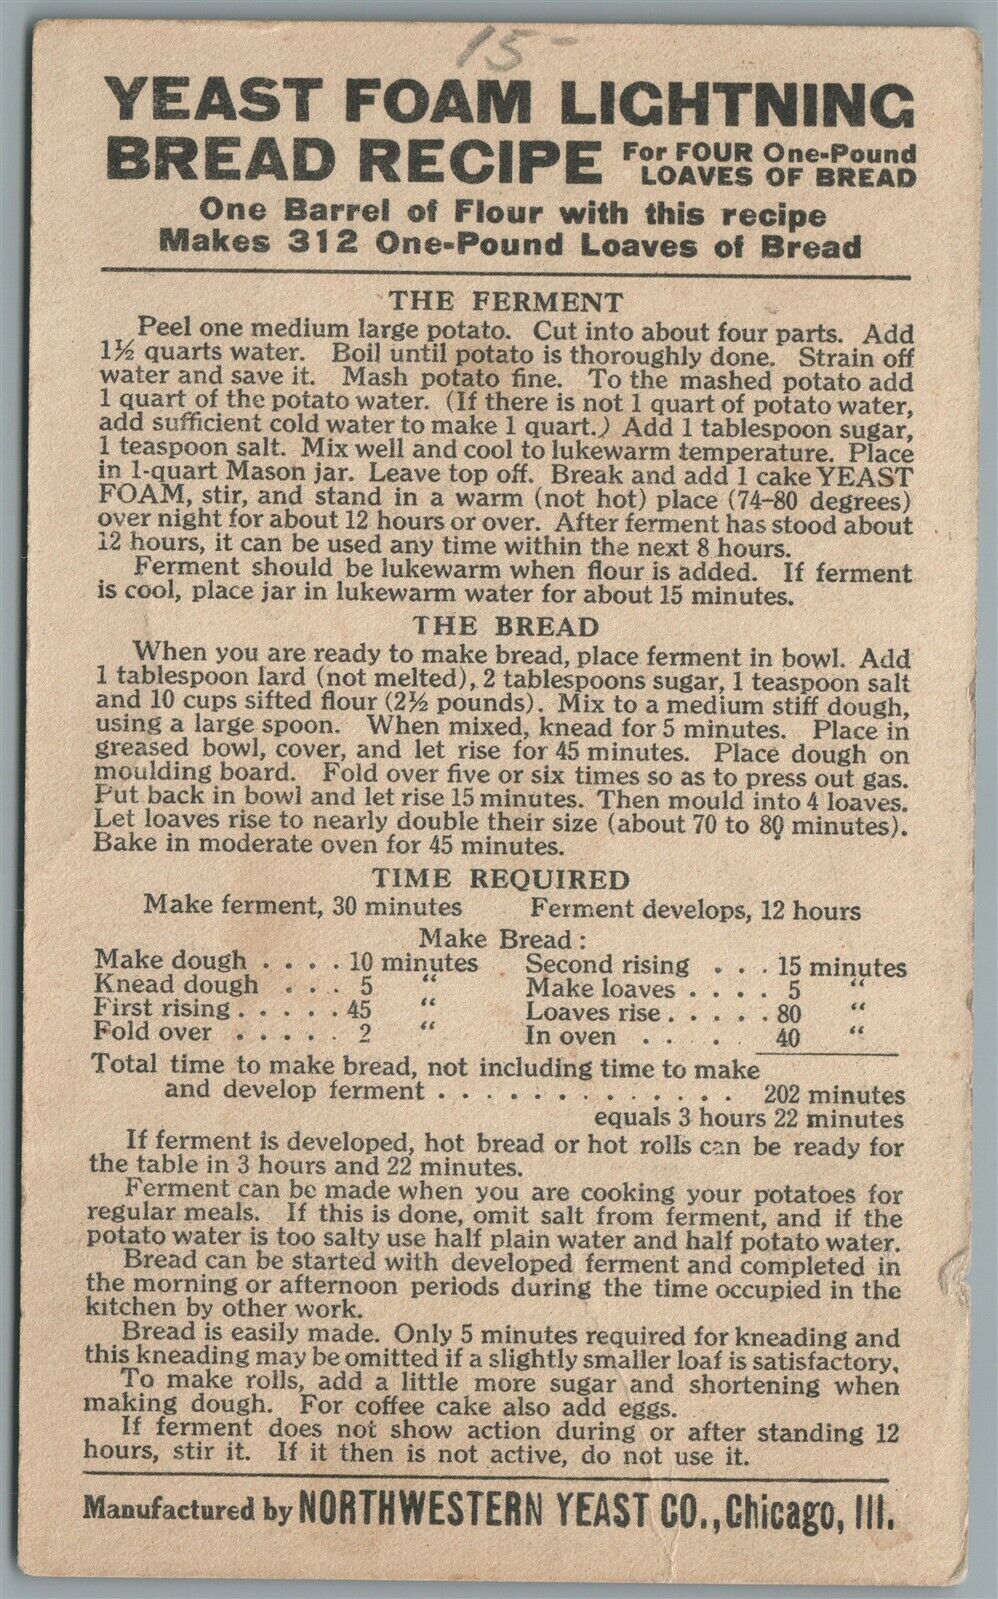 15-
YEAST FOAM LIGHTNING
BREAD RECIPE For FOUR One-Pound
LOAVES OF BREAD
One Barrel of Flour with this recipe
Makes 312 One-Pound Loaves of Bread
THE FERMENT
Peel one medium large potato. Cut into about four parts. Add
1½ quarts water. Boil until potato is thoroughly done. Strain off
water and save it. Mash potato fine. To the mashed potato add
1 quart of the potato water. (If there is not 1 quart of potato water,
add sufficient cold water to make 1 quart.) Add 1 tablespoon sugar,
1 teaspoon salt. Mix well and cool to lukewarm temperature. Place
in 1-quart Mason jar. Leave top off. Break and add 1 cake YEAST
FOAM, stir, and stand in a warm (not hot) place (74-80 degrees)
over night for about 12 hours or over. After ferment has stood about
12 hours, it can be used any time within the next 8 hours.
Ferment should be lukewarm when flour is added. If ferment
is cool, place jar in lukewarm water for about 15 minutes.
THE BREAD
When you are ready to make bread, place ferment in bowl. Add
1 tablespoon lard (not melted), 2 tablespoons sugar, 1 teaspoon salt
and 10 cups sifted flour (2½ pounds). Mix to a medium stiff dough,
using a large spoon. When mixed, knead for 5 minutes. Place in
greased bowl, cover, and let rise for 45 minutes. Place dough on
moulding board. Fold over five or six times so as to press out gas.
Put back in bowl and let rise 15 minutes. Then mould into 4 loaves.
Let loaves rise to nearly double their size (about 70 to 80 minutes).
Bake in moderate oven for 45 minutes.
TIME REQUIRED
Make ferment, 30 minutes Ferment develops, 12 hours
Make Bread:
Make dough . . . . 10 minutes Second rising . . . 15 minutes
Knead dough . . . 5 " Make loaves . . . . 5 "
First rising . . . . . 45 " Loaves rise . . . . . 80 "
Fold over . . . . . 2 " In oven . . . . 40 "
Total time to make bread, not including time to make
and develop ferment . . . . . . . . . . . . . 202 minutes
equals 3 hours 22 minutes
If ferment is developed, hot bread or hot rolls can be ready for
the table in 3 hours and 22 minutes.
Ferment can be made when you are cooking your potatoes for
regular meals. If this is done, omit salt from ferment, and if the
potato water is too salty use half plain water and half potato water.
Bread can be started with developed ferment and completed in
the morning or afternoon periods during the time occupied in the
kitchen by other work.
Bread is easily made. Only 5 minutes required for kneading and
this kneading may be omitted if a slightly smaller loaf is satisfactory.
To make rolls, add a little more sugar and shortening when
making dough. For coffee cake also add eggs.
If ferment does not show action during or after standing 12
hours, stir it. If it then is not active, do not use it.
Manufactured by NORTHWESTERN YEAST CO., Chicago, Ill.